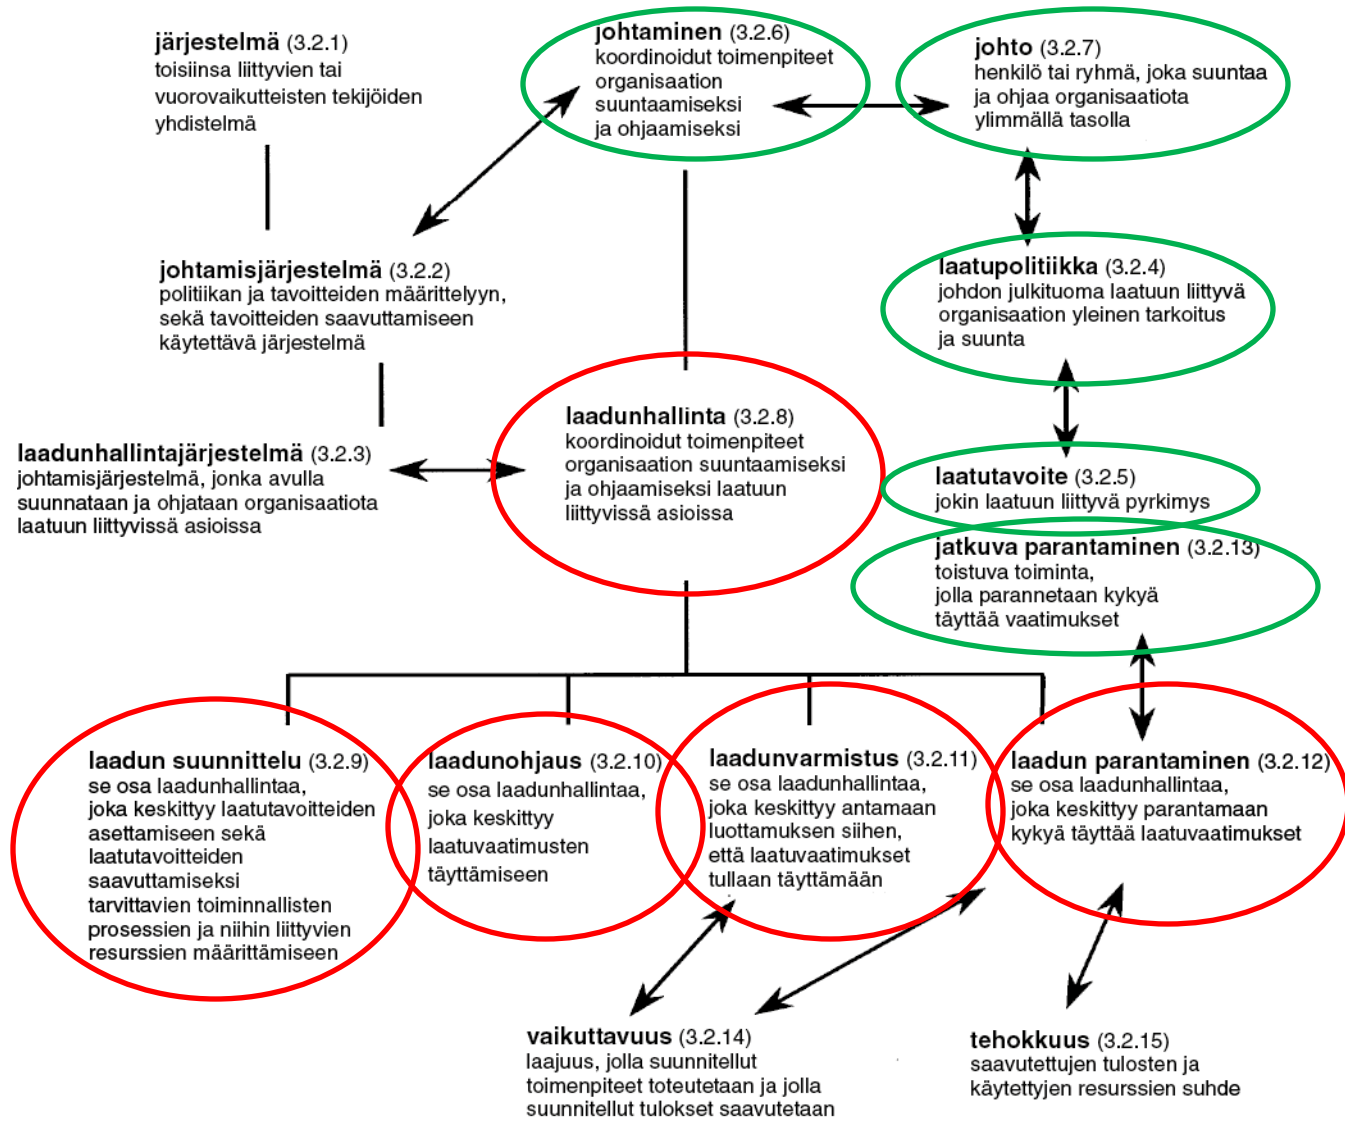 järjestelmä (3.2.1)
toisiinsa liittyvien tai
vuorovaikutteisten tekijöiden
yhdistelmä
johtaminen (3.2.6)
koordinoidut toimenpiteet
organisaation
suuntaamiseksi
ja ohjaamiseksi
johto (3.2.7)
henkilö tai ryhmä, joka suuntaa
ja ohjaa organisaatiota
ylimmällä tasolla
johtamisjärjestelmä (3.2.2)
politiikan ja tavoitteiden määrittelyyn,
sekä tavoitteiden saavuttamiseen
käytettävä järjestelmä
laatupolitiikka (3.2.4)
johdon julkituoma laatuun liittyvä
organisaation yleinen tarkoitus
ja suunta
laadunhallintajärjestelmä (3.2.3)
johtamisjärjestelmä, jonka avulla
suunnataan ja ohjataan organisaatiota
laatuun liittyvissä asioissa
laadunhallinta (3.2.8)
koordinoidut toimenpiteet
organisaation suuntaamiseksi
ja ohjaamiseksi laatuun
liittyvissä asioissa
laatutavoite (3.2.5)
jokin laatuun liittyvä pyrkimys
jatkuva parantaminen (3.2.13)
toistuva toiminta,
jolla parannetaan kykyä
täyttää vaatimukset
laadun suunnittelu (3.2.9)
se osa laadunhallintaa,
joka keskittyy laatutavoitteiden
asettamiseen sekä
laatutavoitteiden
saavuttamiseksi
tarvittavien toiminnallisten
prosessien ja niihin liittyvien
resurssien määrittämiseen
laadunohjaus (3.2.10)
se osa laadunhallintaa,
joka keskittyy
laatuvaatimusten
täyttämiseen
laadunvarmistus (3.2.11)
se osa laadunhallintaa,
joka keskittyy antamaan
luottamuksen siihen,
että laatuvaatimukset
tullaan täyttämään
laadun parantaminen (3.2.12)
se osa laadunhallintaa,
joka keskittyy parantamaan
kykyä täyttää laatuvaatimukset
vaikuttavuus (3.2.14)
laajuus, jolla suunnitellut
toimenpiteet toteutetaan ja jolla
suunnitellut tulokset saavutetaan
tehokkuus (3.2.15)
saavutettujen tulosten ja
käytettyjen resurssien suhde